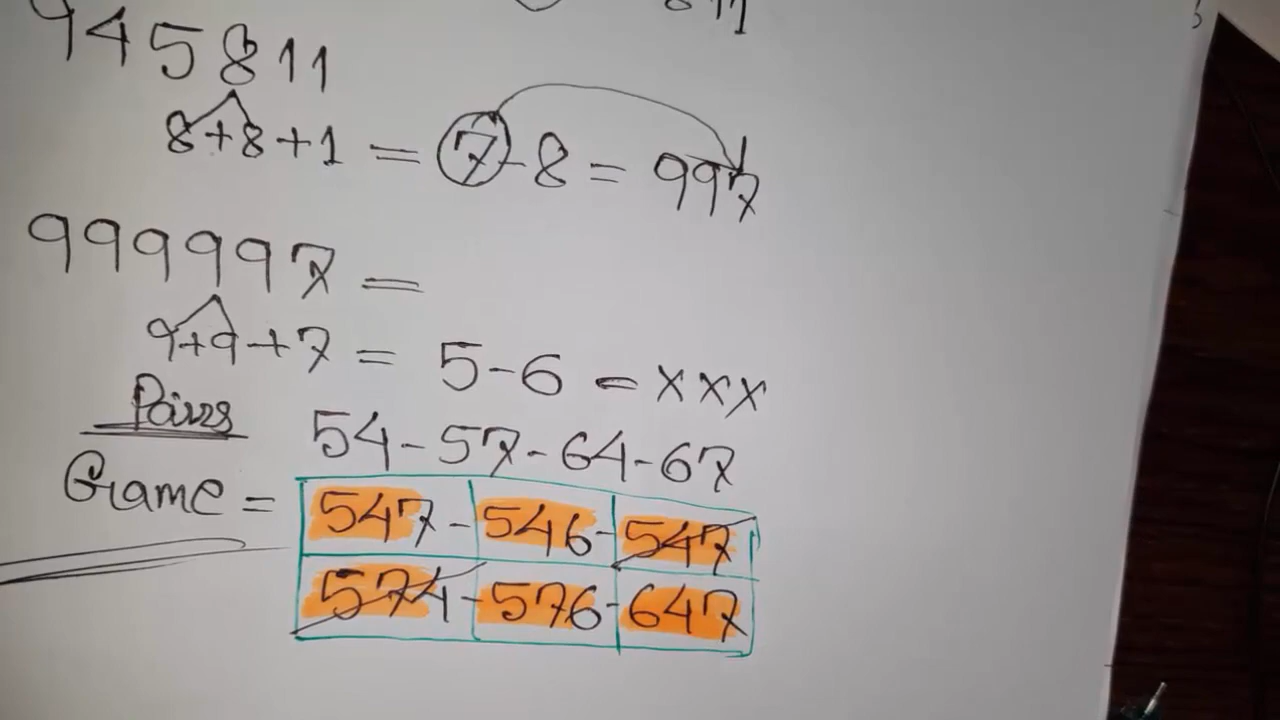 945811
8+8+1 = 7-8 = 997
999997 =
9+9+7 = 5-6 = xxx
Pairs
54-57-64-67
Game = 547-546-547
574-576-647